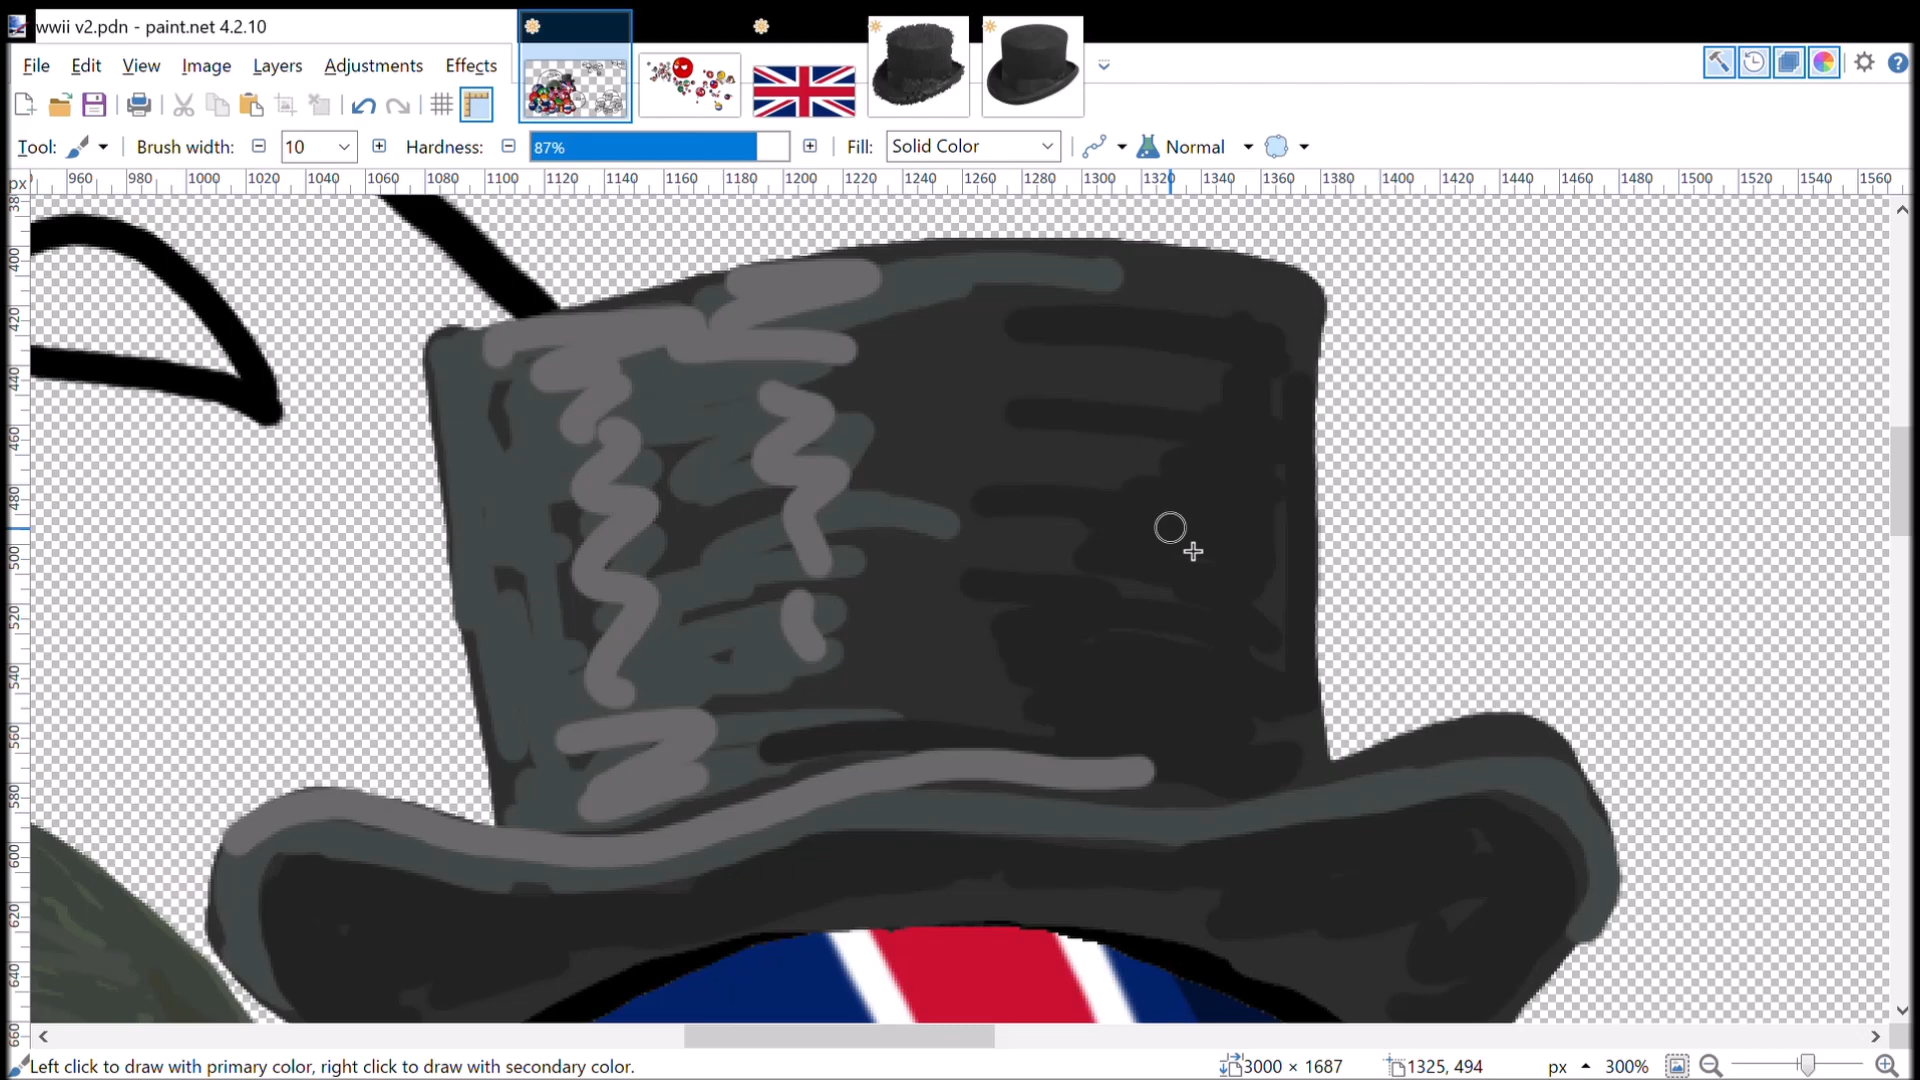 wwii v2.pdn - paint.net 4.2.10
File Edit View Image Layers Adjustments Effects
Tool: Brush width: 10 Hardness: 87% Fill: Solid Color Normal
px 960 980 1000 1020 1040 1060 1080 1100 1120 1140 1160 1180 1200 1220 1240 1260 1280 1300 1320 1340 1360 1380 1400 1420 1440 1460 1480 1500 1520 1540 1560
400
420
440
460
480
500
520
540
560
580
600
620
640
660
Left click to draw with primary color, right click to draw with secondary color. 3000 × 1687 1325, 494 px 300%